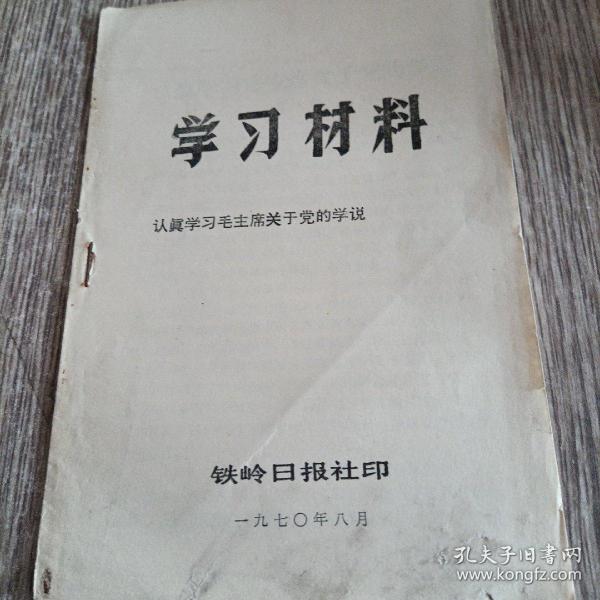 学习材料
认真学习毛主席关于党的学说
铁岭日报社印
一九七〇年八月
孔夫子旧書网
www.kongfz.com